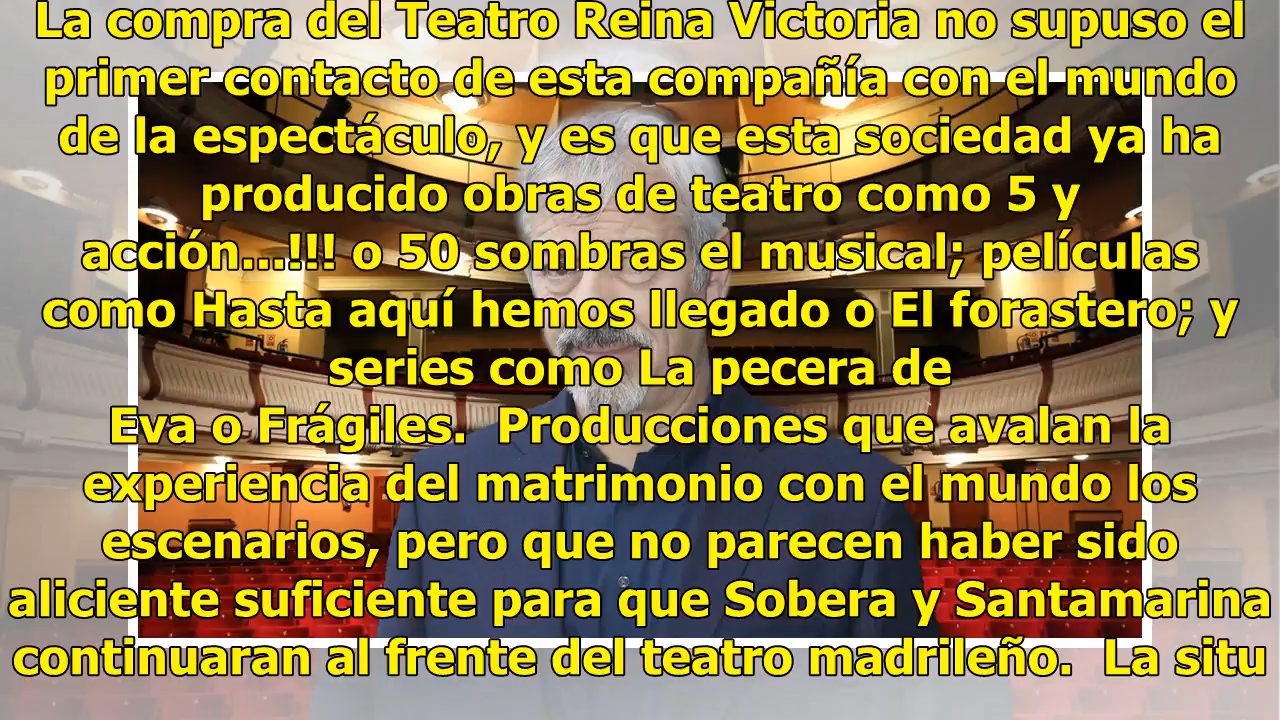 La compra del Teatro Reina Victoria no supuso el
primer contacto de esta compañía con el mundo
de la espectáculo, y es que esta sociedad ya ha
producido obras de teatro como 5 y
acción...!!! o 50 sombras el musical; películas
como Hasta aquí hemos llegado o El forastero; y
series como La pecera de
Eva o Frágiles.  Producciones que avalan la
experiencia del matrimonio con el mundo los
escenarios, pero que no parecen haber sido
aliciente suficiente para que Sobera y Santamarina
continuaran al frente del teatro madrileño.  La situ